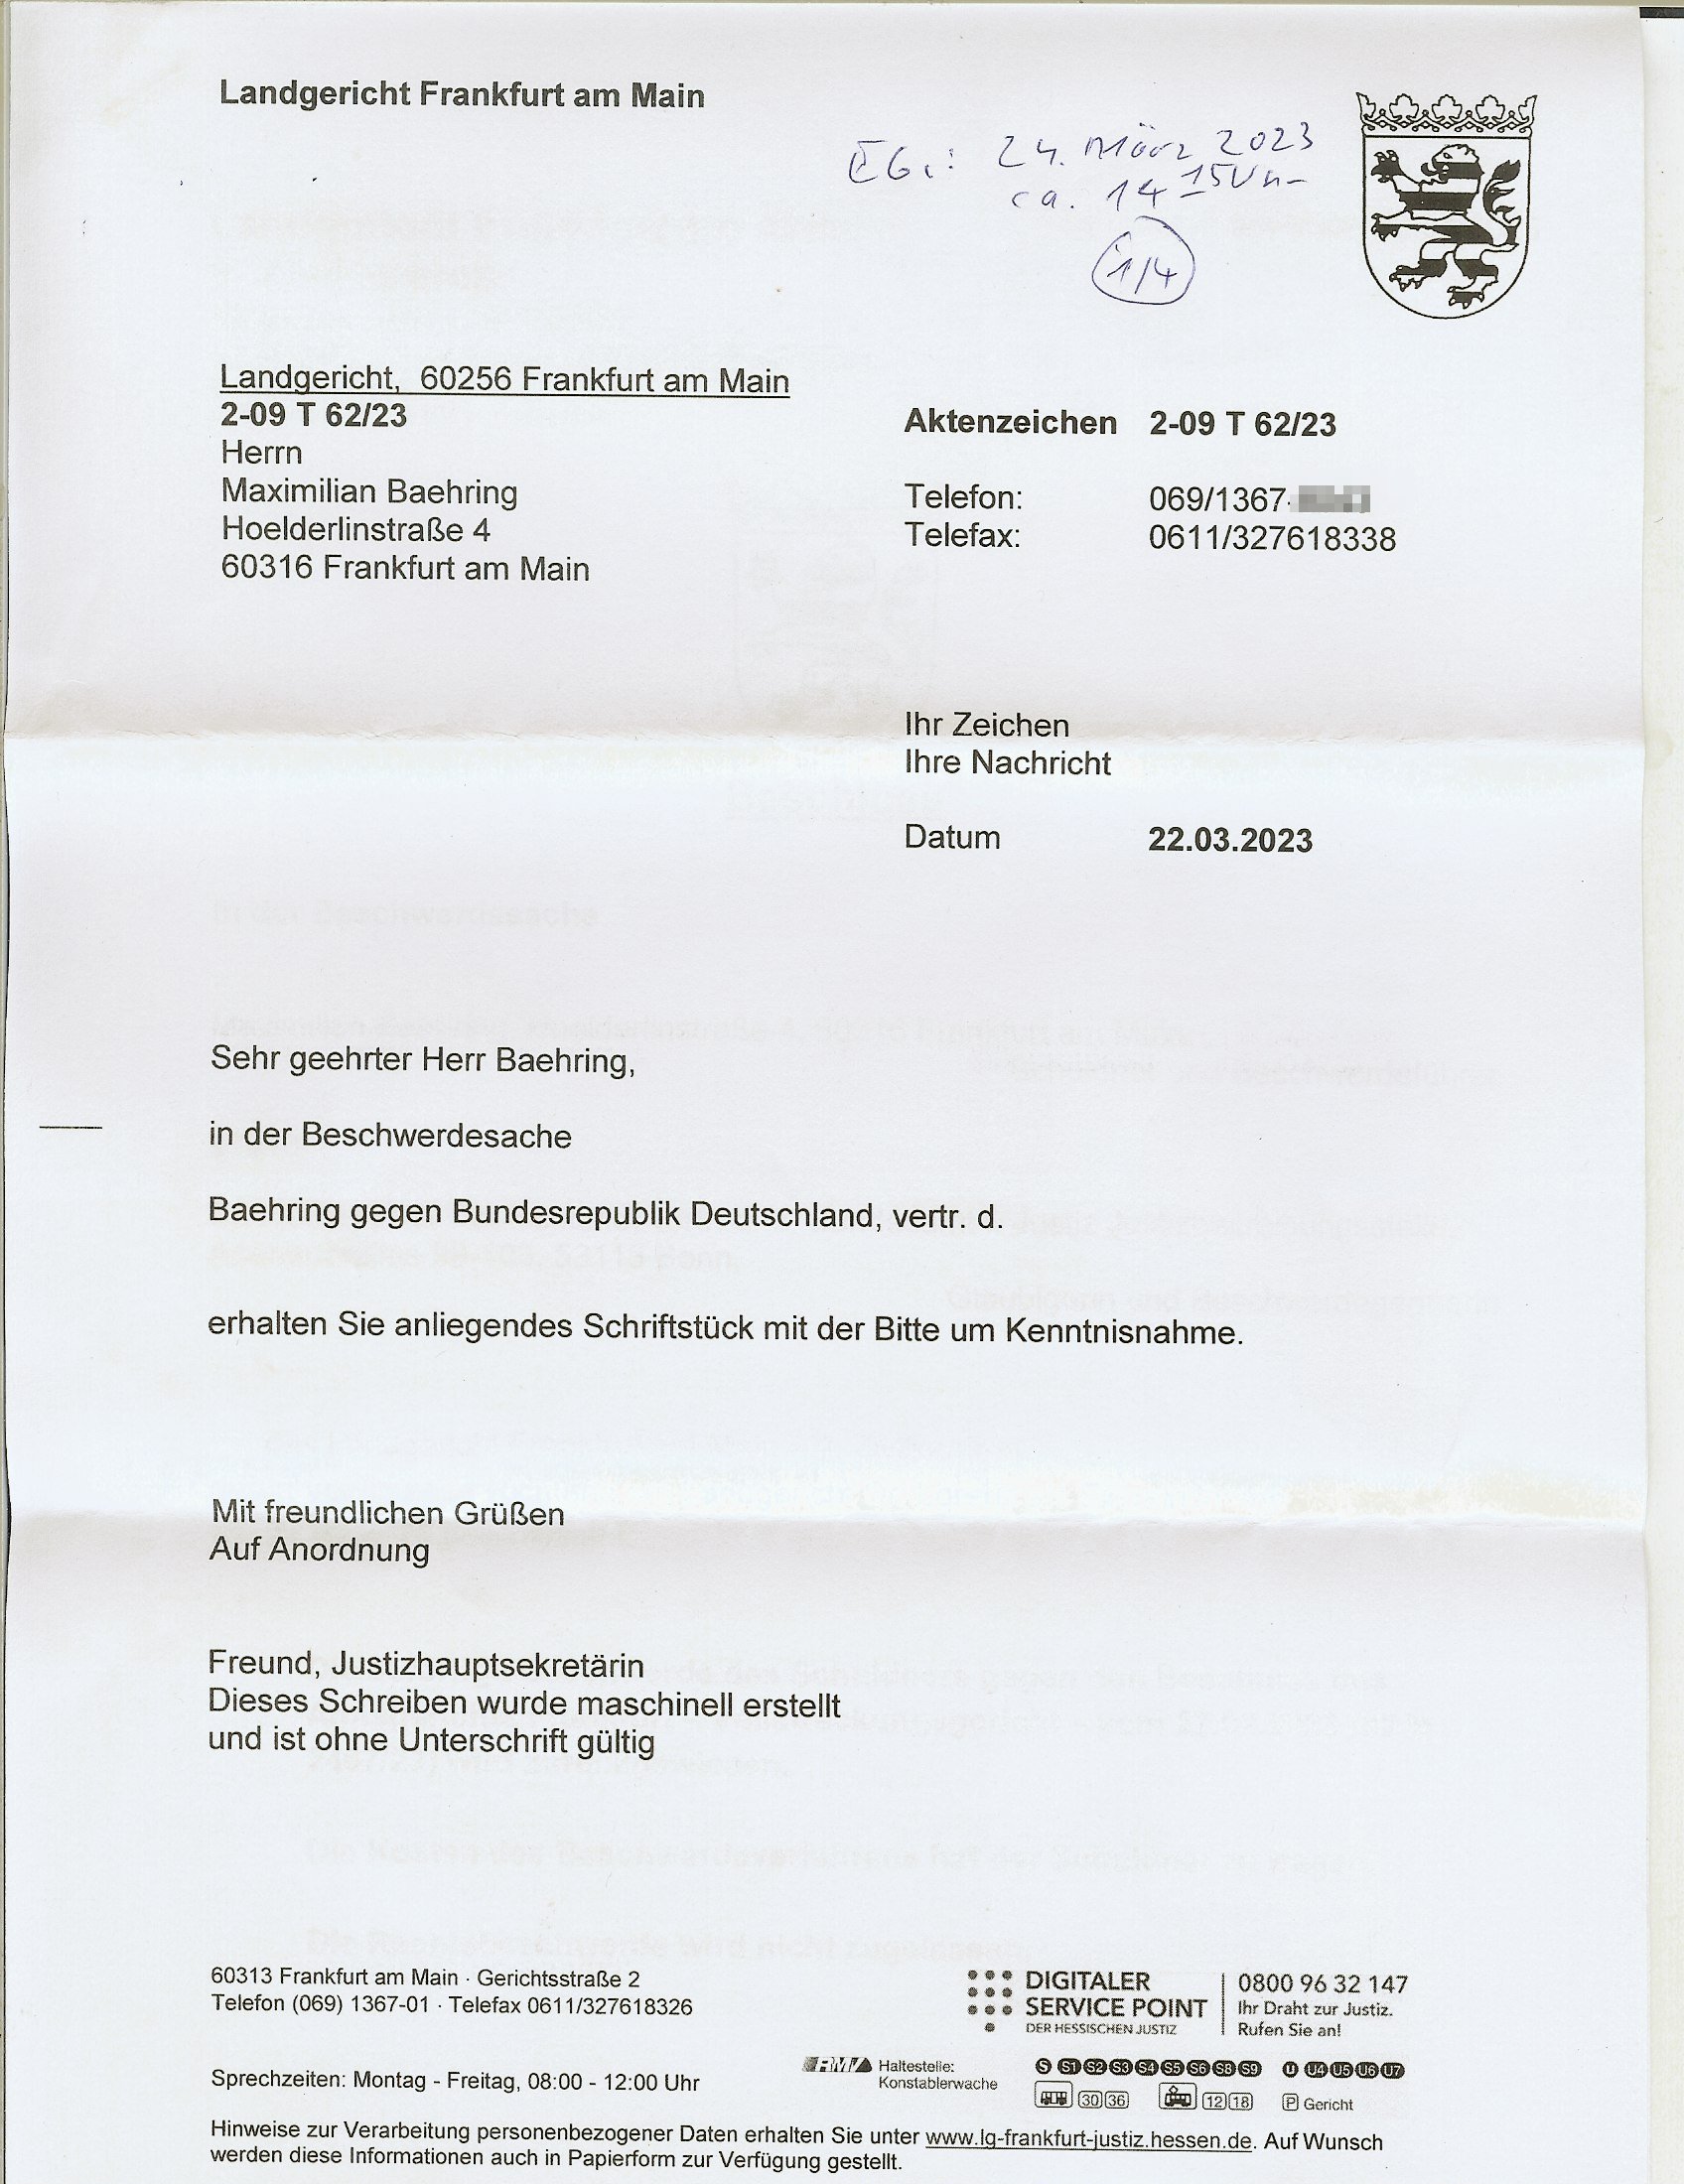 Landgericht Frankfurt am Main
EG.: 24. März 2023
ca. 14 15 Uhr
1/4
Landgericht, 60256 Frankfurt am Main
2-09 T 62/23
Herrn
Maximilian Baehring
Hoelderlinstraße 4
60316 Frankfurt am Main
Aktenzeichen 2-09 T 62/23
Telefon: 069/1367-
Telefax: 0611/327618338
Ihr Zeichen
Ihre Nachricht
Datum 22.03.2023
Sehr geehrter Herr Baehring,
in der Beschwerdesache
Baehring gegen Bundesrepublik Deutschland, vertr. d.
erhalten Sie anliegendes Schriftstück mit der Bitte um Kenntnisnahme.
Mit freundlichen Grüßen
Auf Anordnung
Freund, Justizhauptsekretärin
Dieses Schreiben wurde maschinell erstellt
und ist ohne Unterschrift gültig
60313 Frankfurt am Main · Gerichtsstraße 2
Telefon (069) 1367-01 · Telefax 0611/327618326
DIGITALER
SERVICE POINT
DER HESSISCHEN JUSTIZ
0800 96 32 147
Ihr Draht zur Justiz.
Rufen Sie an!
Sprechzeiten: Montag - Freitag, 08:00 - 12:00 Uhr
RMV Haltestelle:
Konstablerwache
S S1 S2 S3 S4 S5 S6 S8 S9 U U4 U5 U6 U7
30 36 12 18 P Gericht
Hinweise zur Verarbeitung personenbezogener Daten erhalten Sie unter www.lg-frankfurt-justiz.hessen.de. Auf Wunsch
werden diese Informationen auch in Papierform zur Verfügung gestellt.